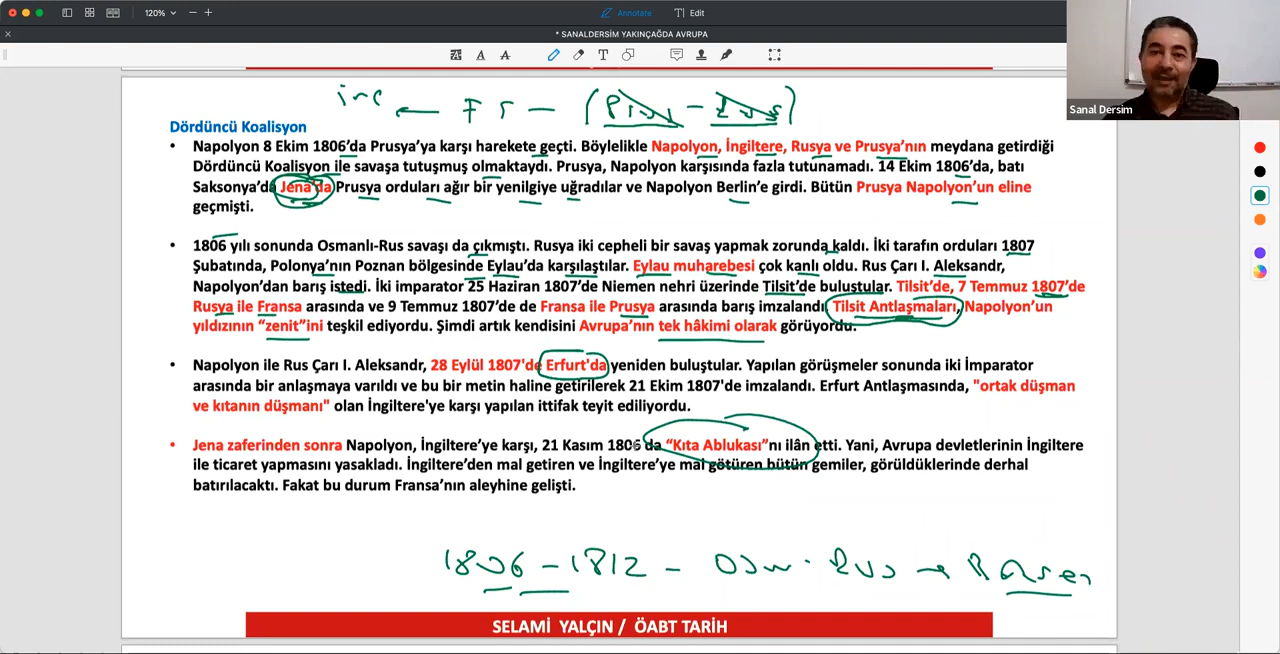 120%
Annotate
Edit
* SANALDERSİM YAKINÇAĞDA AVRUPA
Sanal Dersim
inc ← Fr — (Prus - Rus)
Dördüncü Koalisyon
• Napolyon 8 Ekim 1806'da Prusya'ya karşı harekete geçti. Böylelikle Napolyon, İngiltere, Rusya ve Prusya'nın meydana getirdiği
Dördüncü Koalisyon ile savaşa tutuşmuş olmaktaydı. Prusya, Napolyon karşısında fazla tutunamadı. 14 Ekim 1806'da, batı
Saksonya'da Jena'da Prusya orduları ağır bir yenilgiye uğradılar ve Napolyon Berlin'e girdi. Bütün Prusya Napolyon'un eline
geçmişti.
• 1806 yılı sonunda Osmanlı-Rus savaşı da çıkmıştı. Rusya iki cepheli bir savaş yapmak zorunda kaldı. İki tarafın orduları 1807
Şubatında, Polonya'nın Poznan bölgesinde Eylau'da karşılaştılar. Eylau muharebesi çok kanlı oldu. Rus Çarı I. Aleksandr,
Napolyon'dan barış istedi. İki imparator 25 Haziran 1807'de Niemen nehri üzerinde Tilsit'de buluştular. Tilsit'de, 7 Temmuz 1807'de
Rusya ile Fransa arasında ve 9 Temmuz 1807'de de Fransa ile Prusya arasında barış imzalandı. Tilsit Antlaşmaları, Napolyon'un
yıldızının “zenit”ini teşkil ediyordu. Şimdi artık kendisini Avrupa'nın tek hâkimi olarak görüyordu.
Napolyon ile Rus Çarı I. Aleksandr, 28 Eylül 1807'de Erfurt'da yeniden buluştular. Yapılan görüşmeler sonunda iki İmparator
arasında bir anlaşmaya varıldı ve bu bir metin haline getirilerek 21 Ekim 1807'de imzalandı. Erfurt Antlaşmasında, "ortak düşman
ve kıtanın düşmanı" olan İngiltere'ye karşı yapılan ittifak teyit ediliyordu.
• Jena zaferinden sonra Napolyon, İngiltere'ye karşı, 21 Kasım 1806'da “Kıta Ablukası”nı ilân etti. Yani, Avrupa devletlerinin İngiltere
ile ticaret yapmasını yasakladı. İngiltere'den mal getiren ve İngiltere'ye mal götüren bütün gemiler, görüldüklerinde derhal
batırılacaktı. Fakat bu durum Fransa'nın aleyhine gelişti.
1806 - 1812 - Osm. Rus →
SELAMİ YALÇIN / ÖABT TARİH